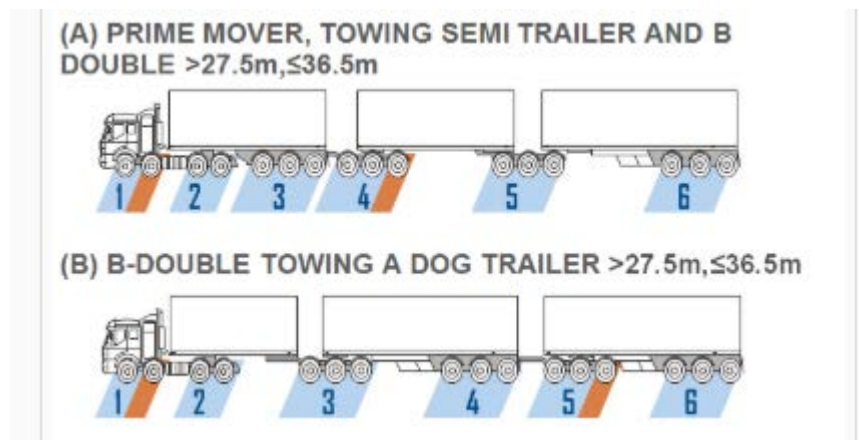 (A) PRIME MOVER, TOWING SEMI TRAILER AND B
DOUBLE >27.5m,≤36.5m
1 2 3 4 5 6
(B) B-DOUBLE TOWING A DOG TRAILER >27.5m,≤36.5m
1 2 3 4 5 6